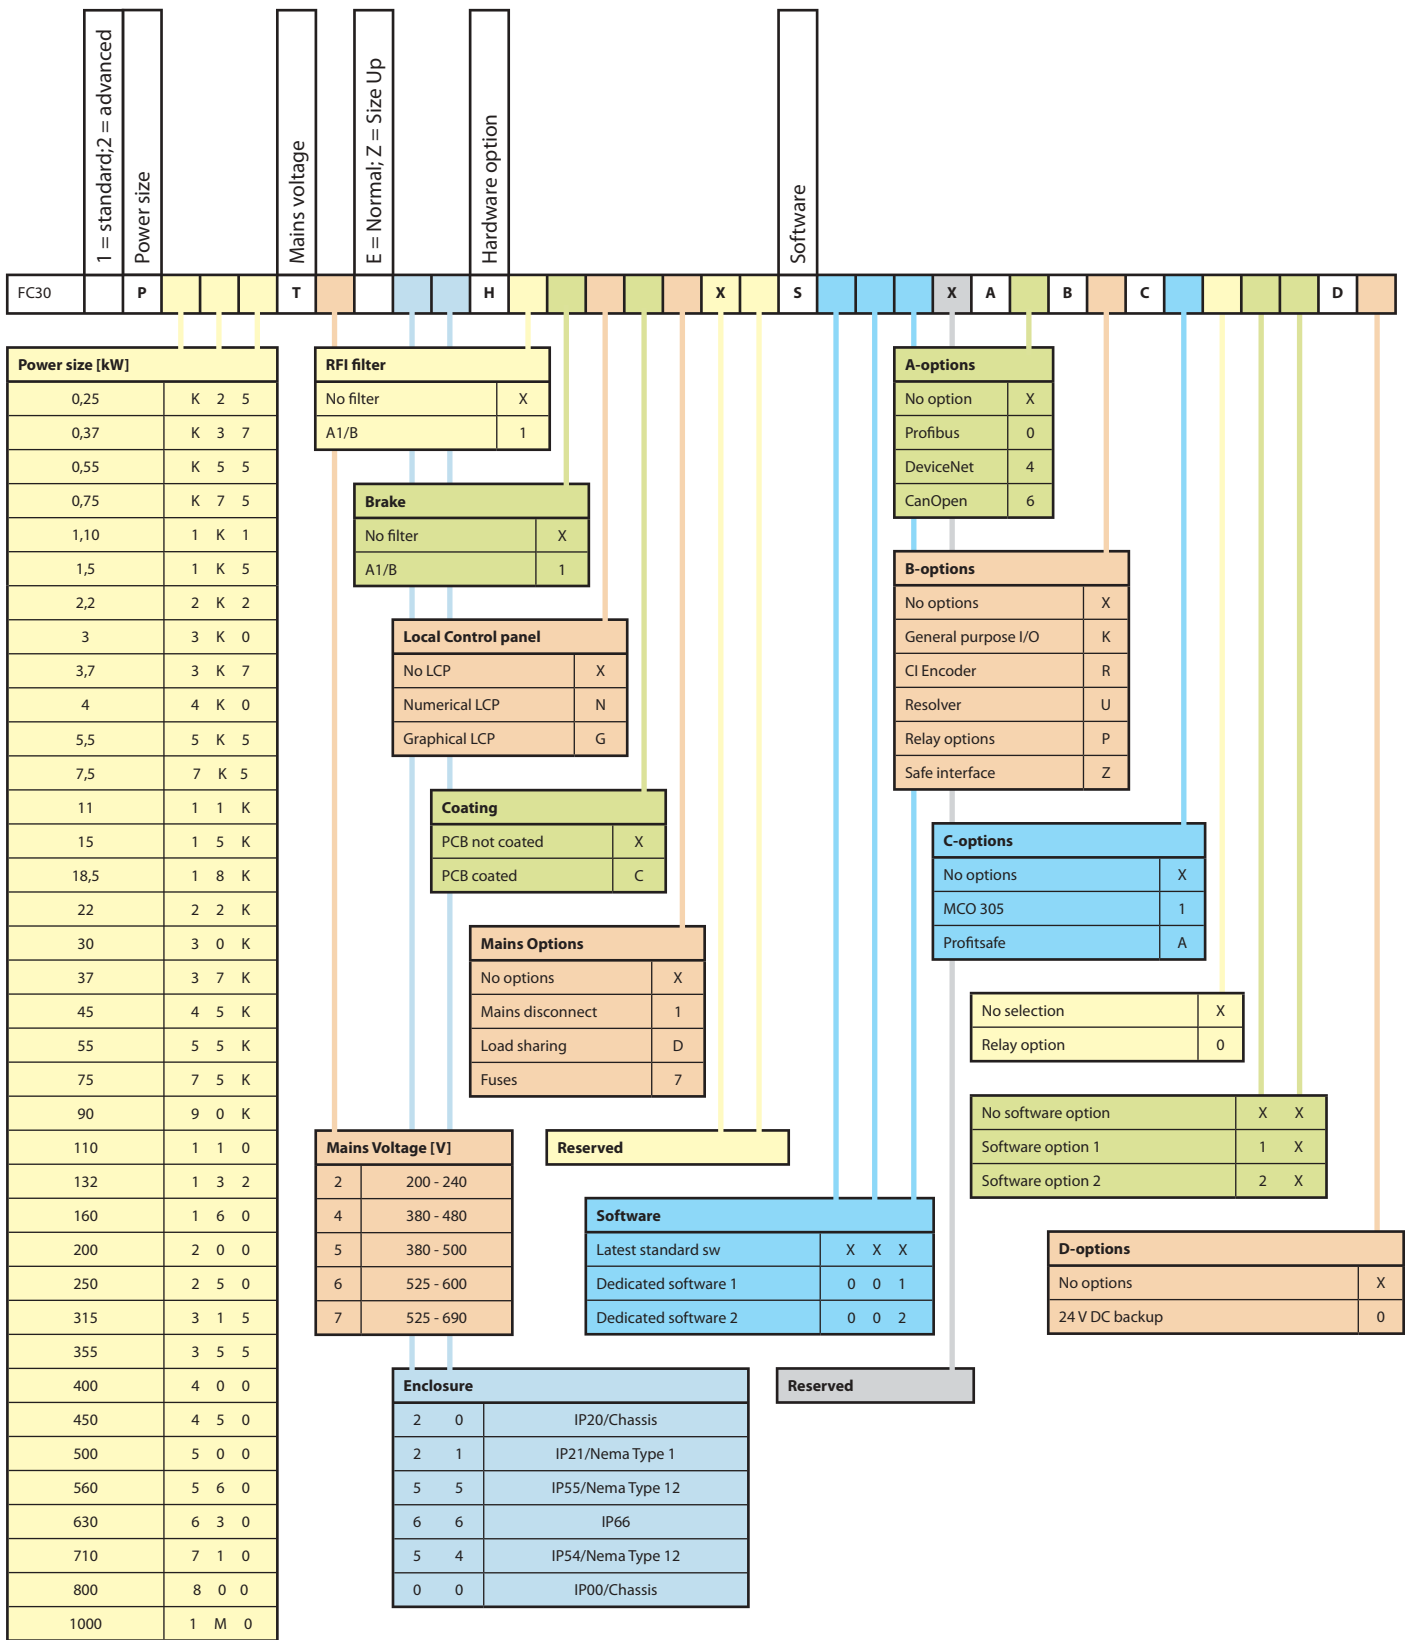 1 = standard;2 = advanced
Power size
Mains voltage
E = Normal; Z = Size Up
Hardware option
Software
FC30 P T H X S X A B C D
Power size [kW]
0,25 K 2 5
0,37 K 3 7
0,55 K 5 5
0,75 K 7 5
1,10 1 K 1
1,5 1 K 5
2,2 2 K 2
3 3 K 0
3,7 3 K 7
4 4 K 0
5,5 5 K 5
7,5 7 K 5
11 1 1 K
15 1 5 K
18,5 1 8 K
22 2 2 K
30 3 0 K
37 3 7 K
45 4 5 K
55 5 5 K
75 7 5 K
90 9 0 K
110 1 1 0
132 1 3 2
160 1 6 0
200 2 0 0
250 2 5 0
315 3 1 5
355 3 5 5
400 4 0 0
450 4 5 0
500 5 0 0
560 5 6 0
630 6 3 0
710 7 1 0
800 8 0 0
1000 1 M 0
RFI filter
No filter X
A1/B 1
Brake
No filter X
A1/B 1
Local Control panel
No LCP X
Numerical LCP N
Graphical LCP G
Coating
PCB not coated X
PCB coated C
Mains Options
No options X
Mains disconnect 1
Load sharing D
Fuses 7
Mains Voltage [V]
2 200 - 240
4 380 - 480
5 380 - 500
6 525 - 600
7 525 - 690
Reserved
Software
Latest standard sw X X X
Dedicated software 1 0 0 1
Dedicated software 2 0 0 2
Enclosure
2 0 IP20/Chassis
2 1 IP21/Nema Type 1
5 5 IP55/Nema Type 12
6 6 IP66
5 4 IP54/Nema Type 12
0 0 IP00/Chassis
Reserved
A-options
No option X
Profibus 0
DeviceNet 4
CanOpen 6
B-options
No options X
General purpose I/O K
CI Encoder R
Resolver U
Relay options P
Safe interface Z
C-options
No options X
MCO 305 1
Profitsafe A
No selection X
Relay option 0
No software option X X
Software option 1 1 X
Software option 2 2 X
D-options
No options X
24 V DC backup 0